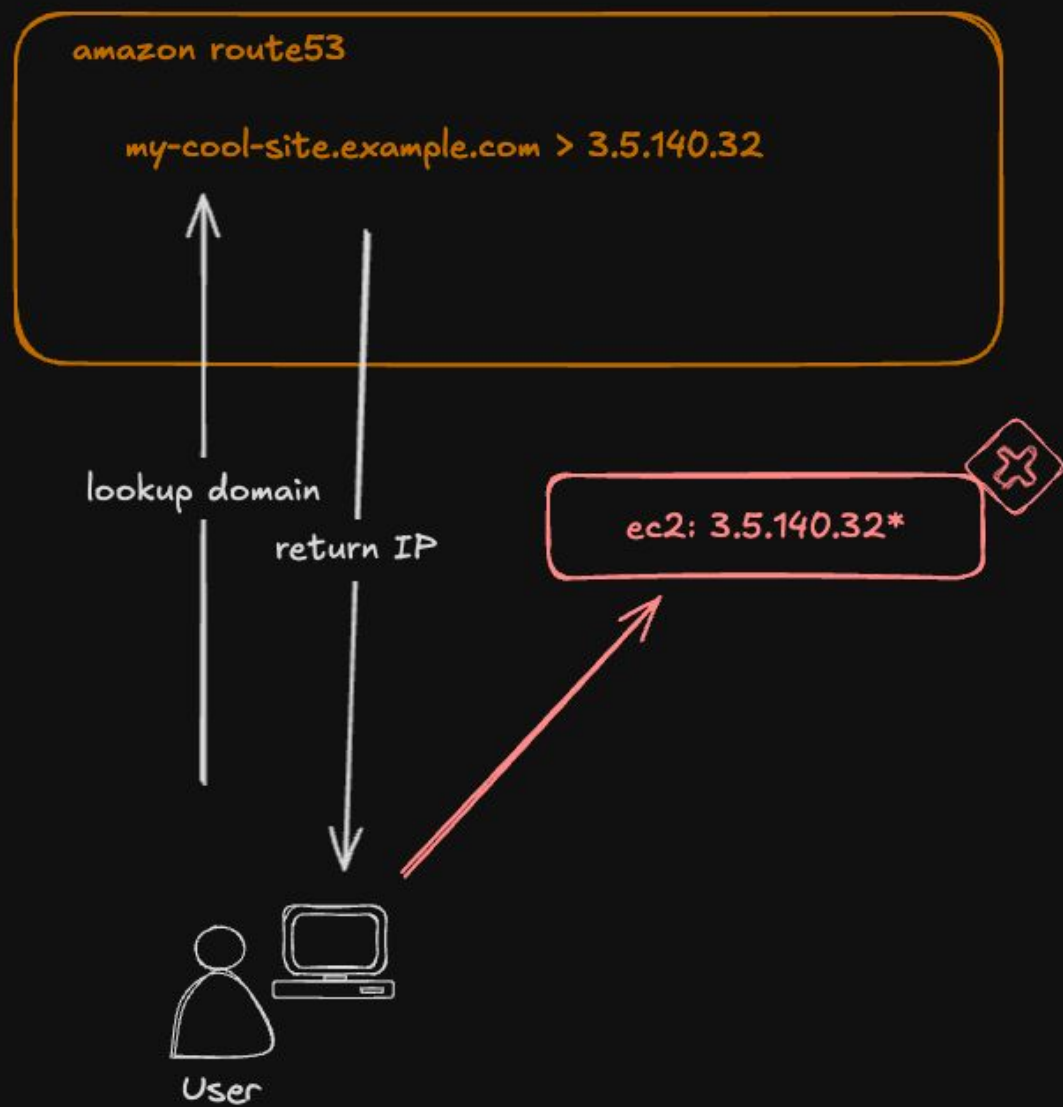 amazon route53
my-cool-site.example.com > 3.5.140.32
lookup domain
return IP
ec2: 3.5.140.32*
User